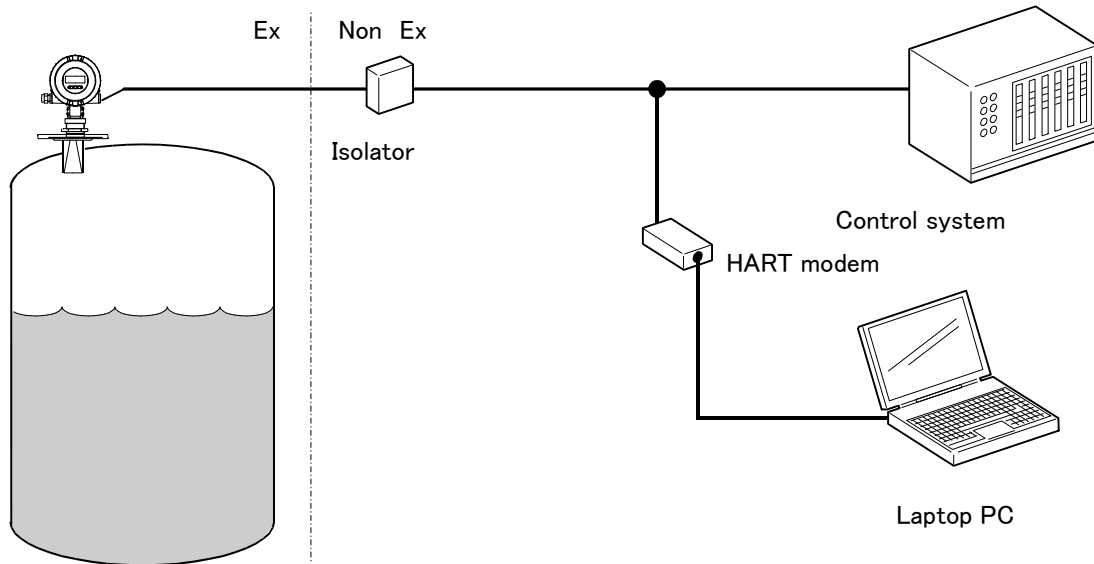 Ex Non Ex
Isolator
Control system
HART modem
Laptop PC